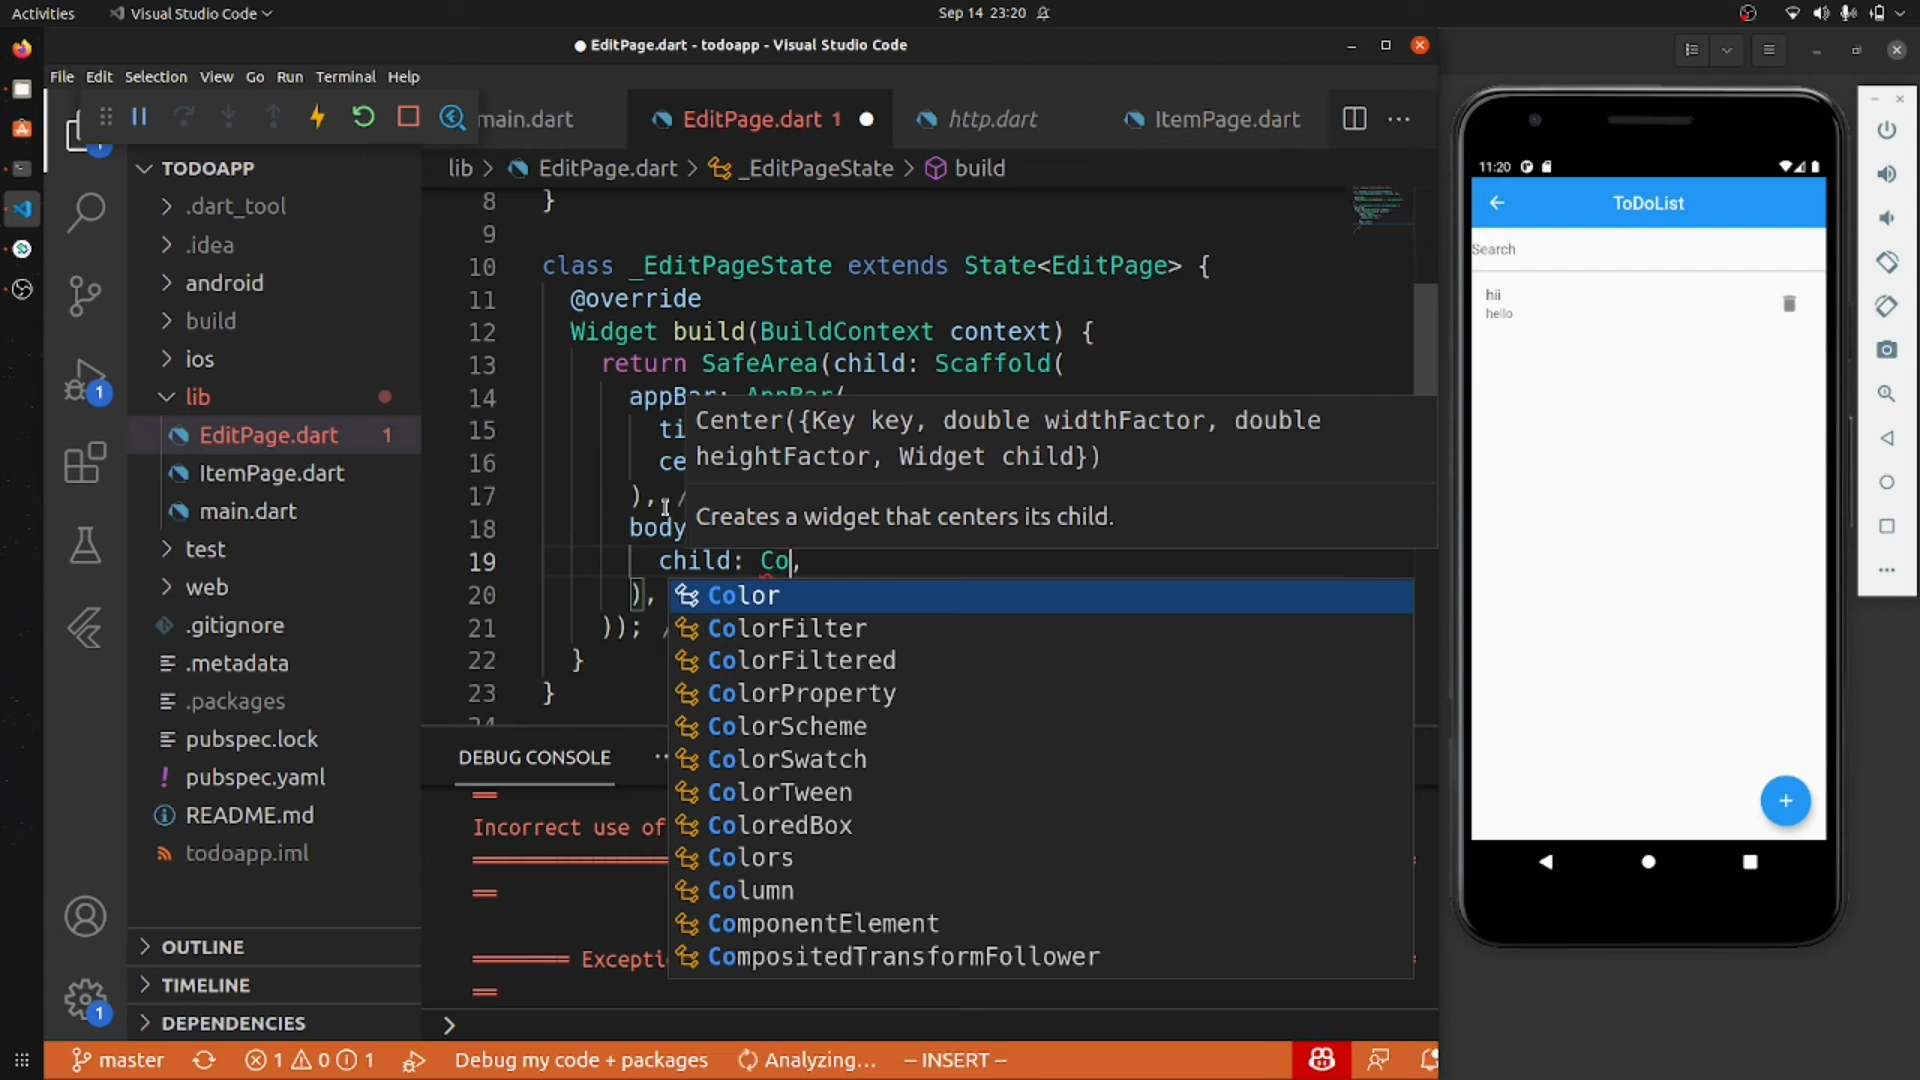 Activities
Visual Studio Code
Sep 14 23:20
EditPage.dart - todoapp - Visual Studio Code
File Edit Selection View Go Run Terminal Help
main.dart
EditPage.dart 1
http.dart
ItemPage.dart
lib > EditPage.dart > _EditPageState > build
TODOAPP
.dart_tool
.idea
android
build
ios
lib
EditPage.dart 1
ItemPage.dart
main.dart
test
web
.gitignore
.metadata
.packages
pubspec.lock
pubspec.yaml
README.md
todoapp.iml
OUTLINE
TIMELINE
DEPENDENCIES
1
1
1
8 }
9
10 class _EditPageState extends State<EditPage> {
11 @override
12 Widget build(BuildContext context) {
13 return SafeArea(child: Scaffold(
14 appBar: AppBar(
15 ti
16 ce
17 ), /
18 body
19 child: Co,
20 ),
21 )); /
22 }
23 }
24
Center({Key key, double widthFactor, double
heightFactor, Widget child})
Creates a widget that centers its child.
Color
ColorFilter
ColorFiltered
ColorProperty
ColorScheme
ColorSwatch
ColorTween
ColoredBox
Colors
Column
ComponentElement
CompositedTransformFollower
DEBUG CONSOLE ···
═
Incorrect use of
═
═══════ Excepti
═
>
master
1 0 1
Debug my code + packages
Analyzing...
-- INSERT --
11:20
ToDoList
Search
hii
hello
+